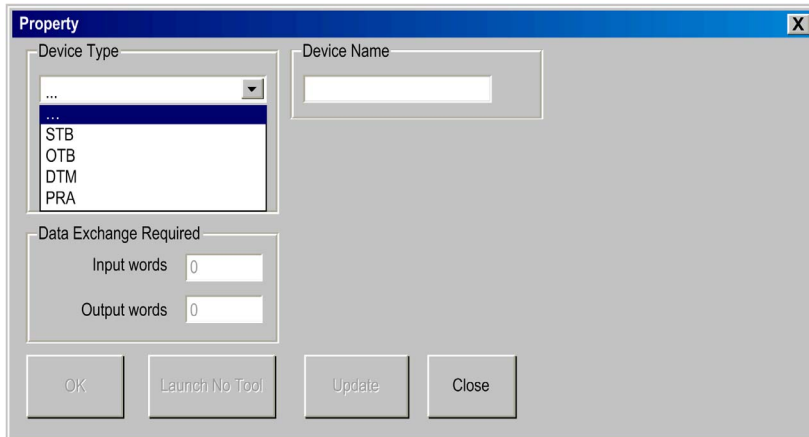 Property
X
Device Type
Device Name
...
...
STB
OTB
DTM
PRA
Data Exchange Required
Input words 0
Output words 0
OK
Launch No Tool
Update
Close